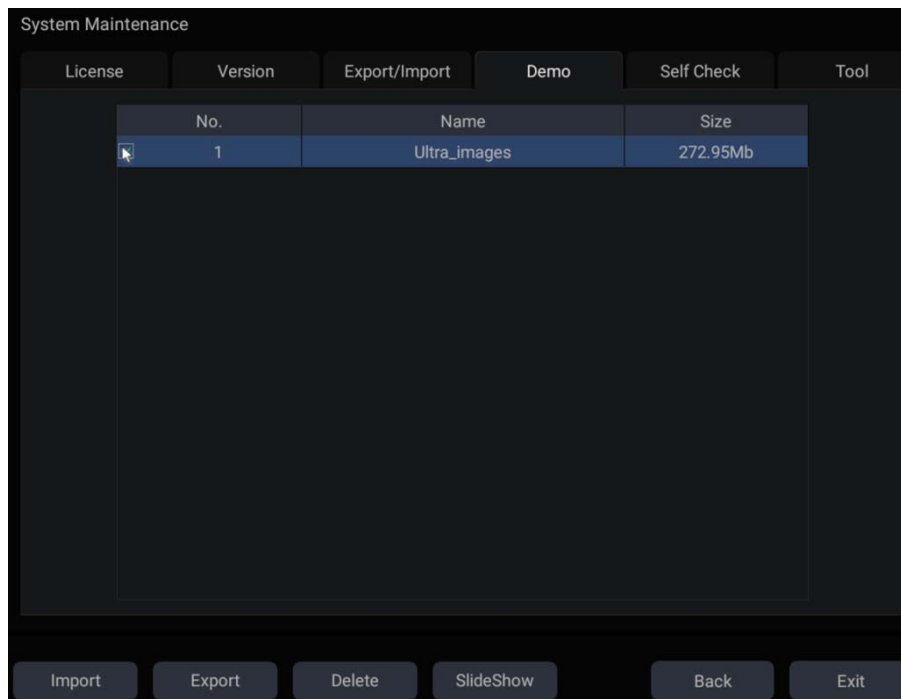 System Maintenance
License Version Export/Import Demo Self Check Tool
No. Name Size
1 Ultra_images 272.95Mb
Import Export Delete SlideShow Back Exit